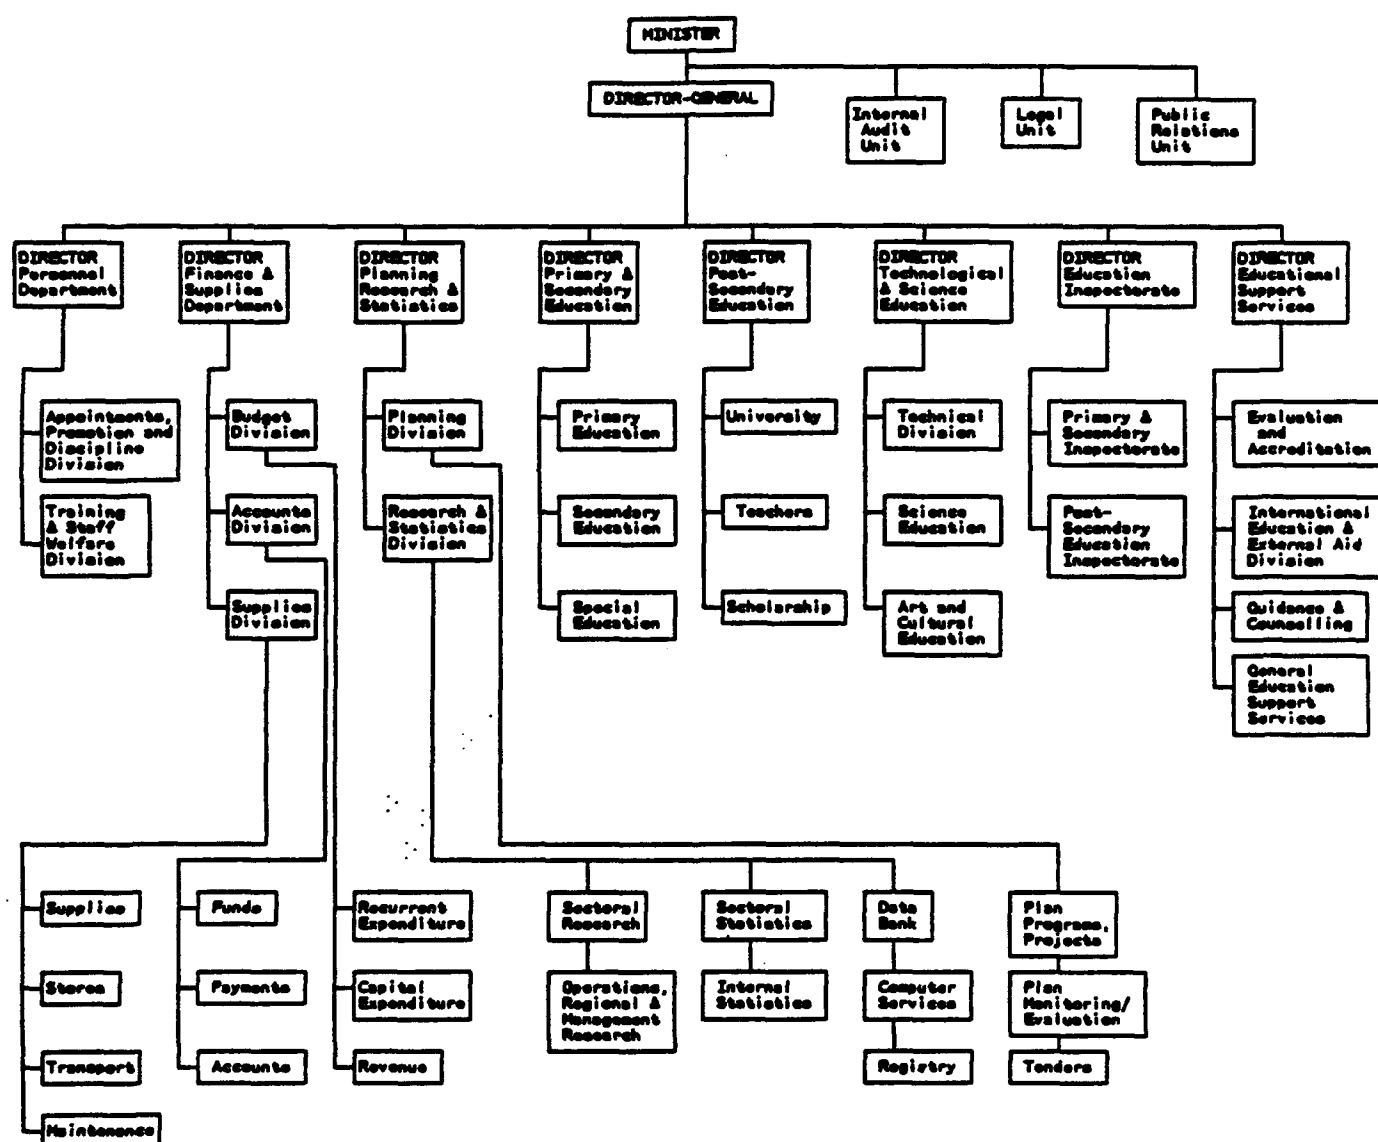 MINISTER
DIRECTOR-GENERAL
Internal
Audit
Unit
Legal
Unit
Public
Relations
Unit
DIRECTOR
Personnel
Department
DIRECTOR
Finance &
Supplies
Department
DIRECTOR
Planning
Research &
Statistics
DIRECTOR
Primary &
Secondary
Education
DIRECTOR
Post-
Secondary
Education
DIRECTOR
Technological
& Science
Education
DIRECTOR
Education
Inspectorate
DIRECTOR
Educational
Support
Services
Appointments,
Promotion and
Discipline
Division
Budget
Division
Planning
Division
Primary
Education
University
Technical
Division
Primary &
Secondary
Inspectorate
Evaluation
and
Accreditation
Training
& Staff
Welfare
Division
Accounts
Division
Research &
Statistics
Division
Secondary
Education
Teachers
Science
Education
Post-
Secondary
Education
Inspectorate
International
Education &
External Aid
Division
Supplies
Division
Special
Education
Scholarship
Art and
Cultural
Education
Guidance &
Counselling
General
Education
Support
Services
Supplies
Funds
Recurrent
Expenditure
Sectoral
Research
Sectoral
Statistics
Data
Bank
Plan
Programs,
Projects
Stores
Payments
Capital
Expenditure
Operations,
Regional &
Management
Research
Internal
Statistics
Computer
Services
Plan
Monitoring/
Evaluation
Transport
Accounts
Revenue
Registry
Tenders
Maintenance